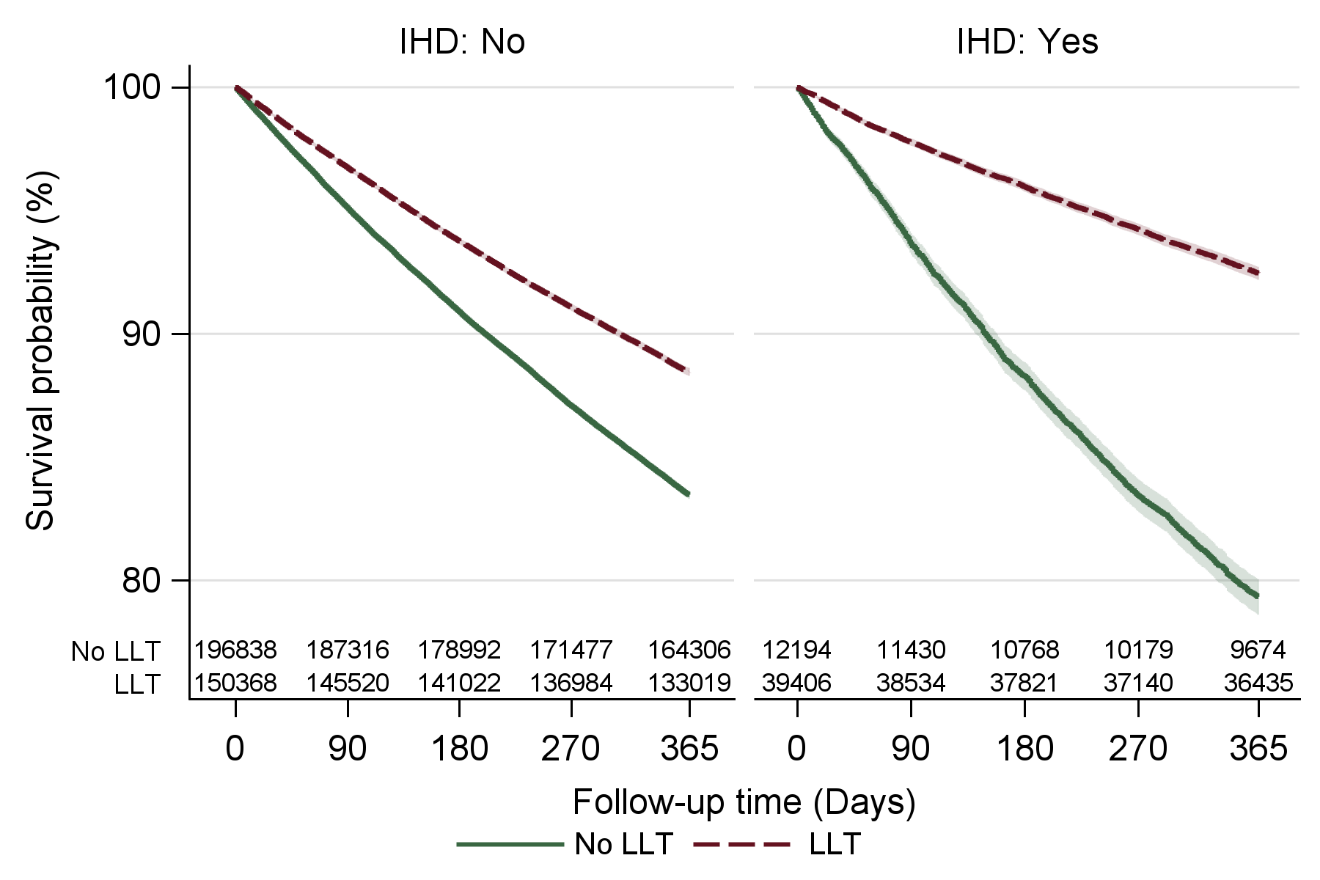 IHD: No IHD: Yes
100
90
80
Survival probability (%)
No LLT 196838 187316 178992 171477 164306 12194 11430 10768 10179 9674
LLT 150368 145520 141022 136984 133019 39406 38534 37821 37140 36435
0 90 180 270 365 0 90 180 270 365
Follow-up time (Days)
No LLT LLT